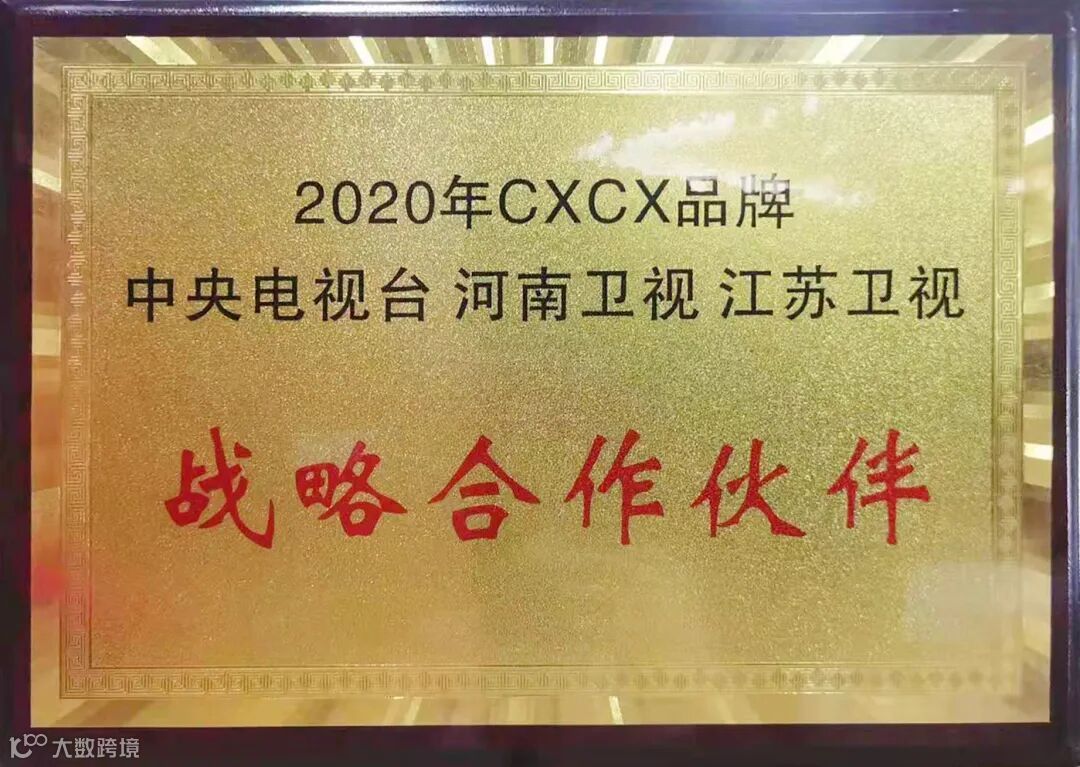 2020年CXCX品牌
中央电视台 河南卫视 江苏卫视
战略合作伙伴
大数跨境